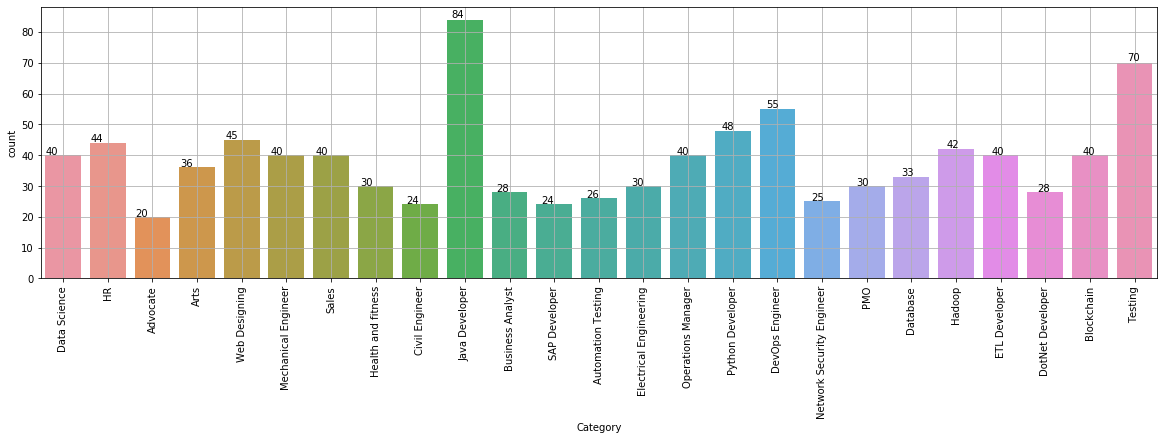 80
70
60
50
40
30
20
10
0
count
40
44
20
36
45
40
40
30
24
84
28
24
26
30
40
48
55
25
30
33
42
40
28
40
70
Data Science
HR
Advocate
Arts
Web Designing
Mechanical Engineer
Sales
Health and fitness
Civil Engineer
Java Developer
Business Analyst
SAP Developer
Automation Testing
Electrical Engineering
Operations Manager
Python Developer
DevOps Engineer
Network Security Engineer
PMO
Database
Hadoop
ETL Developer
DotNet Developer
Blockchain
Testing
Category